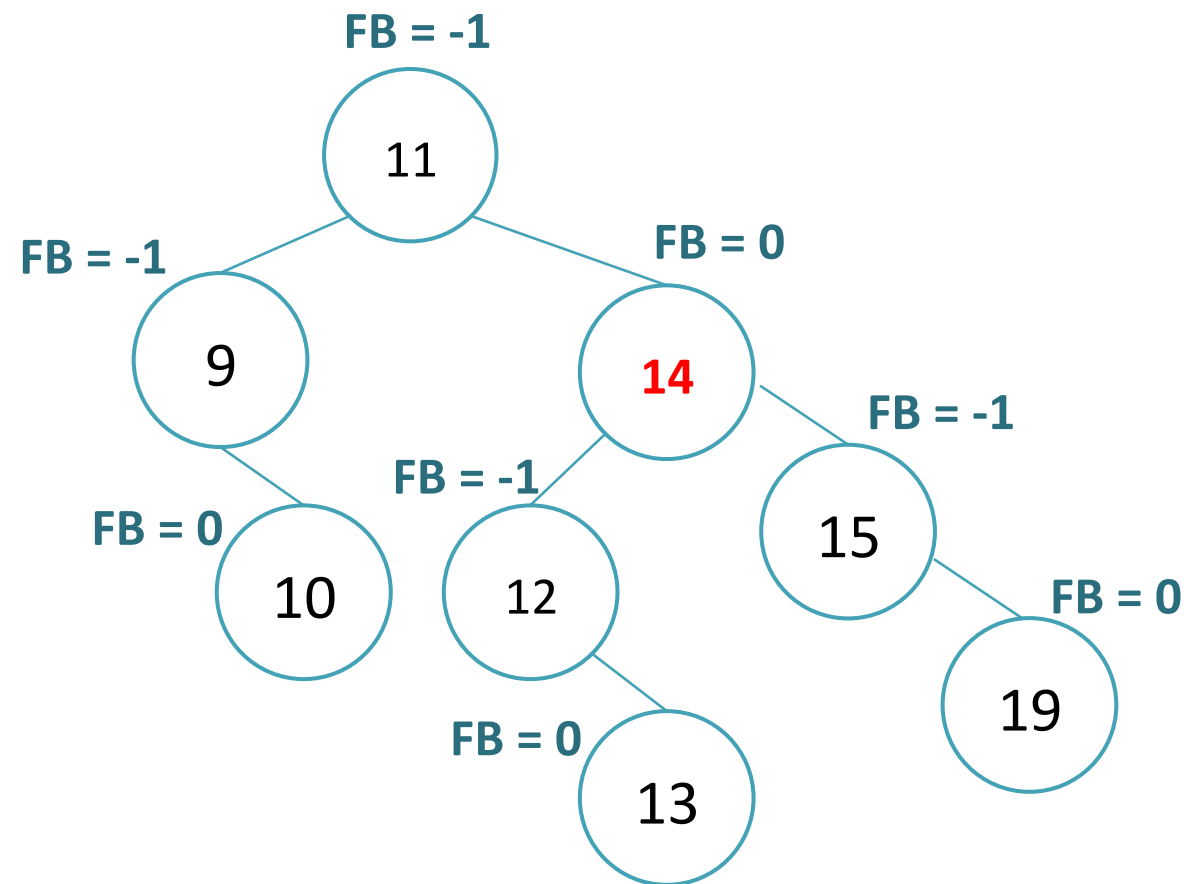 FB = -1
11
FB = -1
FB = 0
9
14
FB = -1
FB = -1
FB = 0
15
10
12
FB = 0
19
FB = 0
13